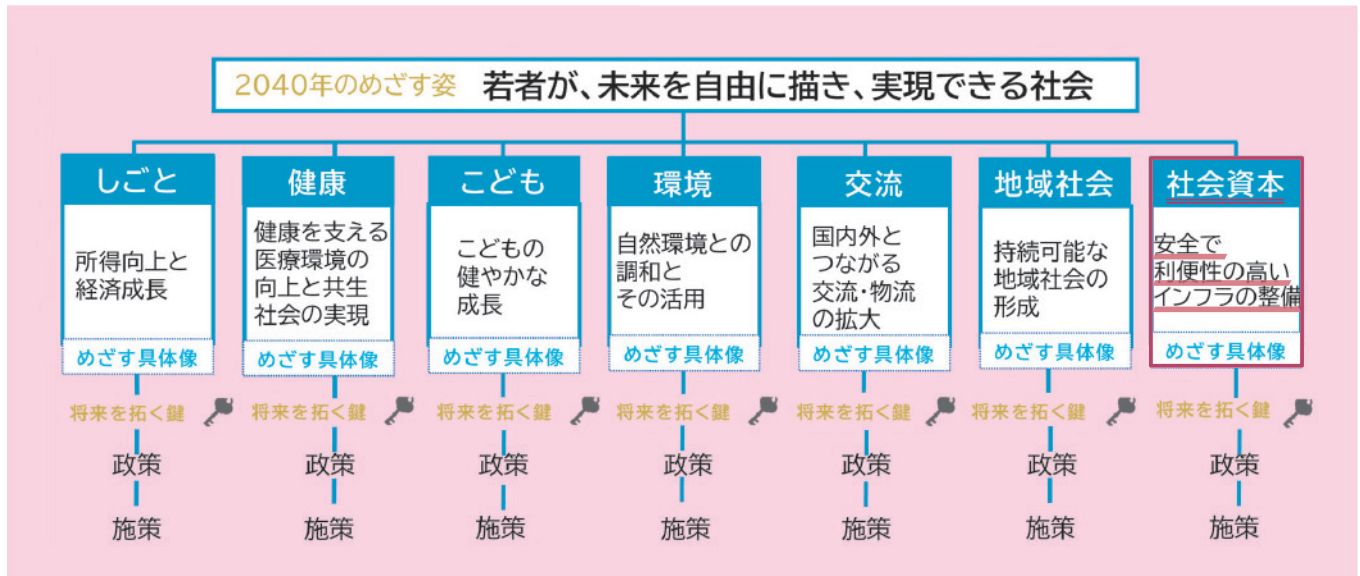 2040年のめざす姿 若者が、未来を自由に描き、実現できる社会
しごと
所得向上と
経済成長
めざす具体像
将来を拓く鍵
政策
施策
健康
健康を支える
医療環境の
向上と共生
社会の実現
めざす具体像
将来を拓く鍵
政策
施策
こども
こどもの
健やかな
成長
めざす具体像
将来を拓く鍵
政策
施策
環境
自然環境との
調和と
その活用
めざす具体像
将来を拓く鍵
政策
施策
交流
国内外と
つながる
交流・物流
の拡大
めざす具体像
将来を拓く鍵
政策
施策
地域社会
持続可能な
地域社会の
形成
めざす具体像
将来を拓く鍵
政策
施策
社会資本
安全で
利便性の高い
インフラの整備
めざす具体像
将来を拓く鍵
政策
施策